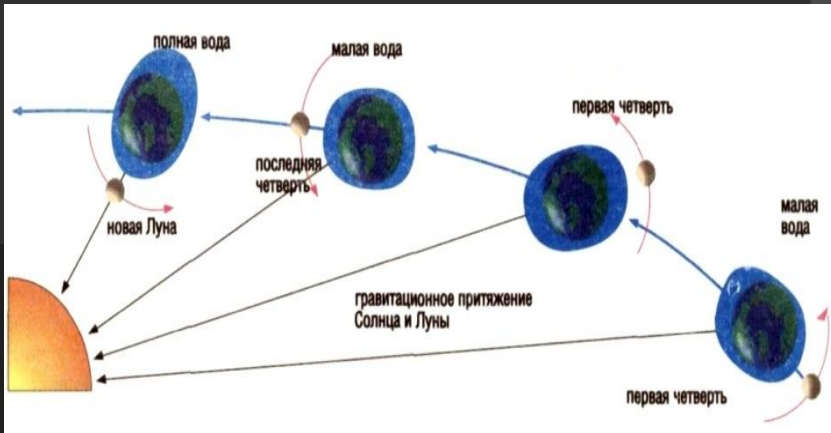 полная вода
малая вода
первая четверть
последняя
четверть
новая Луна
малая
вода
гравитационное притяжение
Солнца и Луны
первая четверть